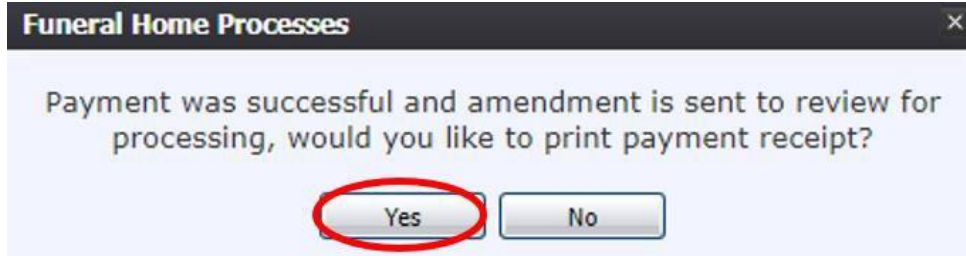 Funeral Home Processes
Payment was successful and amendment is sent to review for
processing, would you like to print payment receipt?
Yes No